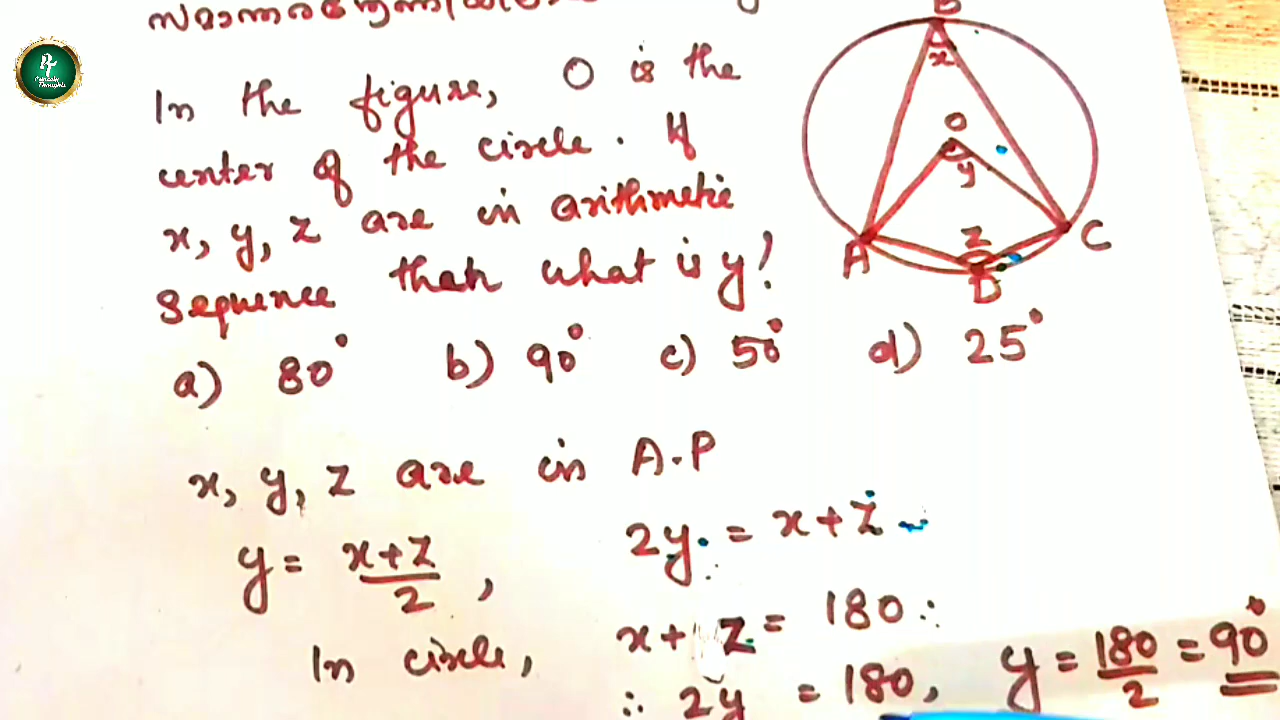 In the figure, O is the
center of the circle. If
x, y, z are in arithmetic
sequence than what is y?
a) 80° b) 90° c) 50° d) 25°
B
x
O
y
z
A
C
D
x, y, z are in A.P
y = x+z/2, 2y = x+z
In circle, x+z = 180
∴ 2y = 180, y = 180/2 = 90°